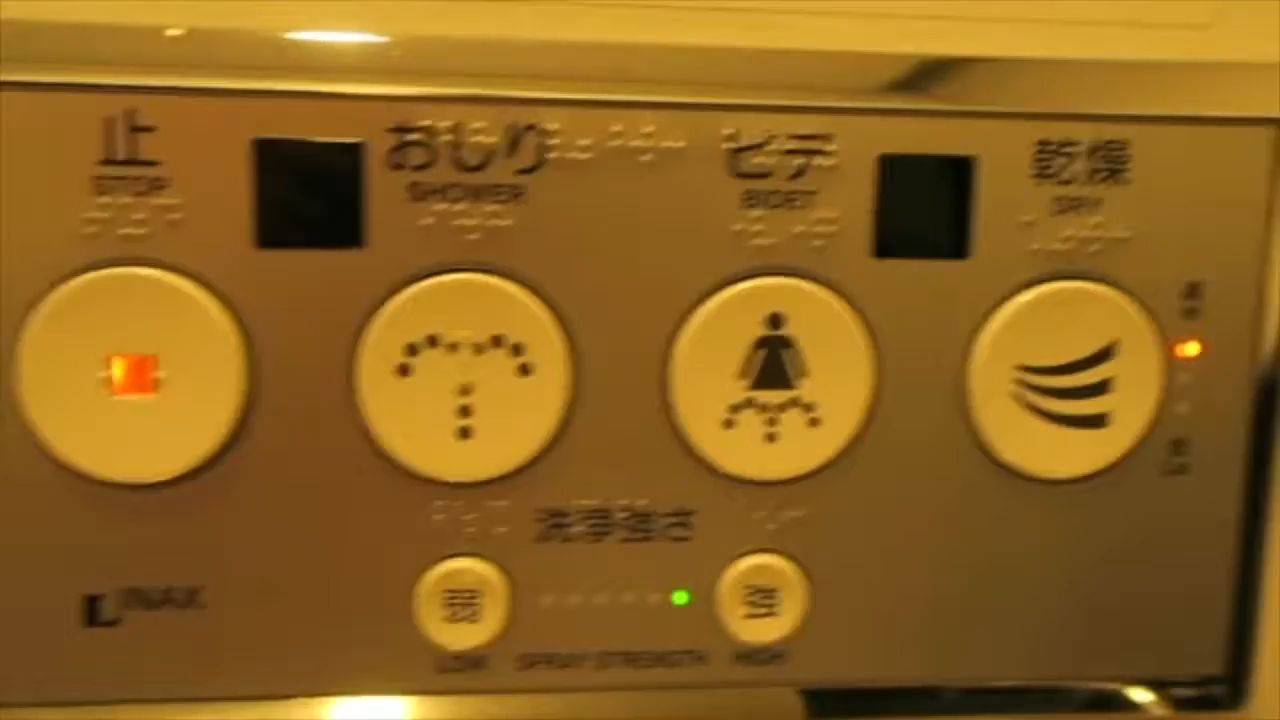 止
STOP
おしり
SHOWER
ビデ
BIDET
乾燥
DRY
洗浄強さ
弱
強
LOW
SPRAY STRENGTH
HIGH
INAX